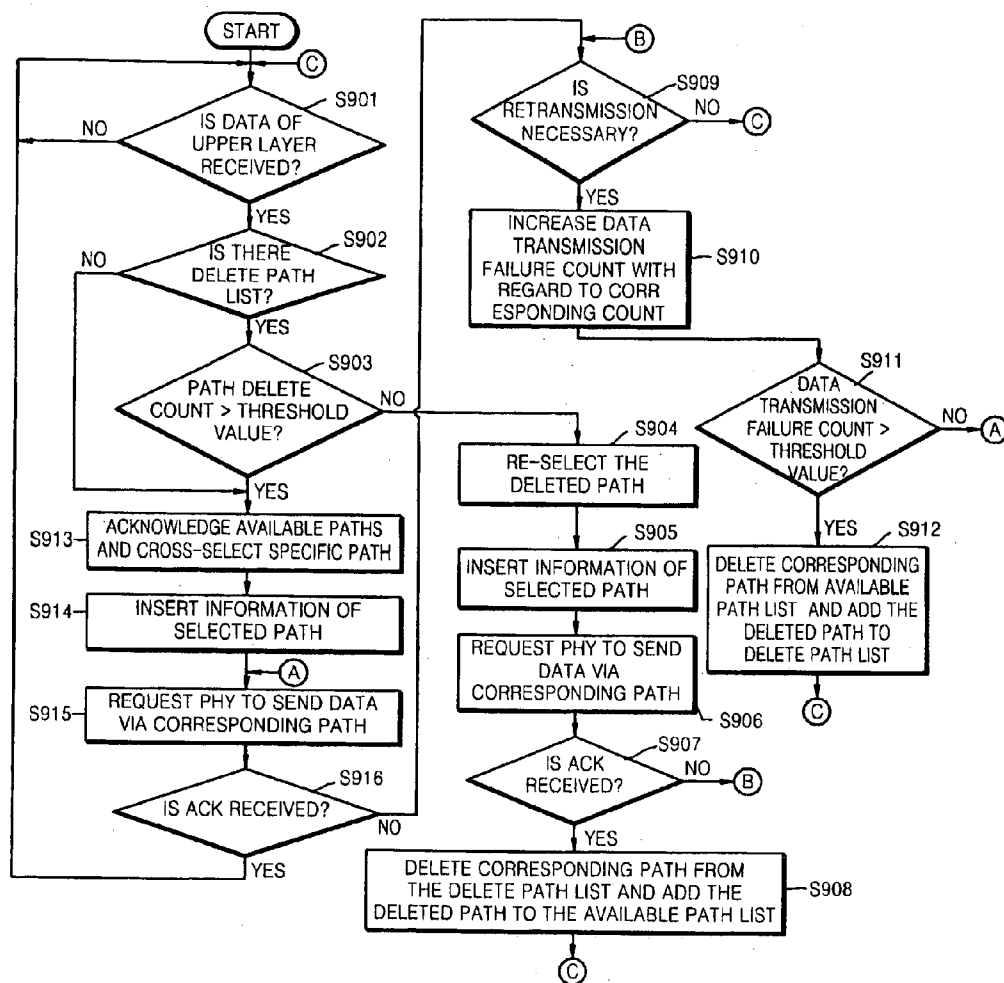 START
C
S901
IS DATA OF
UPPER LAYER
RECEIVED?
NO
YES
S902
IS THERE
DELETE PATH
LIST?
NO
YES
S903
PATH DELETE
COUNT > THRESHOLD
VALUE?
NO
YES
S913
ACKNOWLEDGE AVAILABLE PATHS
AND CROSS-SELECT SPECIFIC PATH
S914
INSERT INFORMATION OF
SELECTED PATH
A
S915
REQUEST PHY TO SEND DATA
VIA CORRESPONDING PATH
S916
IS ACK RECEIVED?
NO
YES
S904
RE-SELECT THE
DELETED PATH
S905
INSERT INFORMATION OF
SELECTED PATH
REQUEST PHY TO SEND
DATA VIA
CORRESPONDING PATH
S906
S907
IS ACK
RECEIVED?
NO
B
YES
DELETE CORRESPONDING PATH FROM
THE DELETE PATH LIST AND ADD THE
DELETED PATH TO THE AVAILABLE PATH LIST
S908
C
B
S909
IS
RETRANSMISSION
NECESSARY?
NO
C
YES
INCREASE DATA
TRANSMISSION
FAILURE COUNT WITH
REGARD TO CORR
ESPONDING COUNT
S910
S911
DATA
TRANSMISSION
FAILURE COUNT >
THRESHOLD
VALUE?
NO
A
YES
S912
DELETE CORRESPONDING
PATH FROM AVAILABLE
PATH LIST AND ADD THE
DELETED PATH TO
DELETE PATH LIST
C